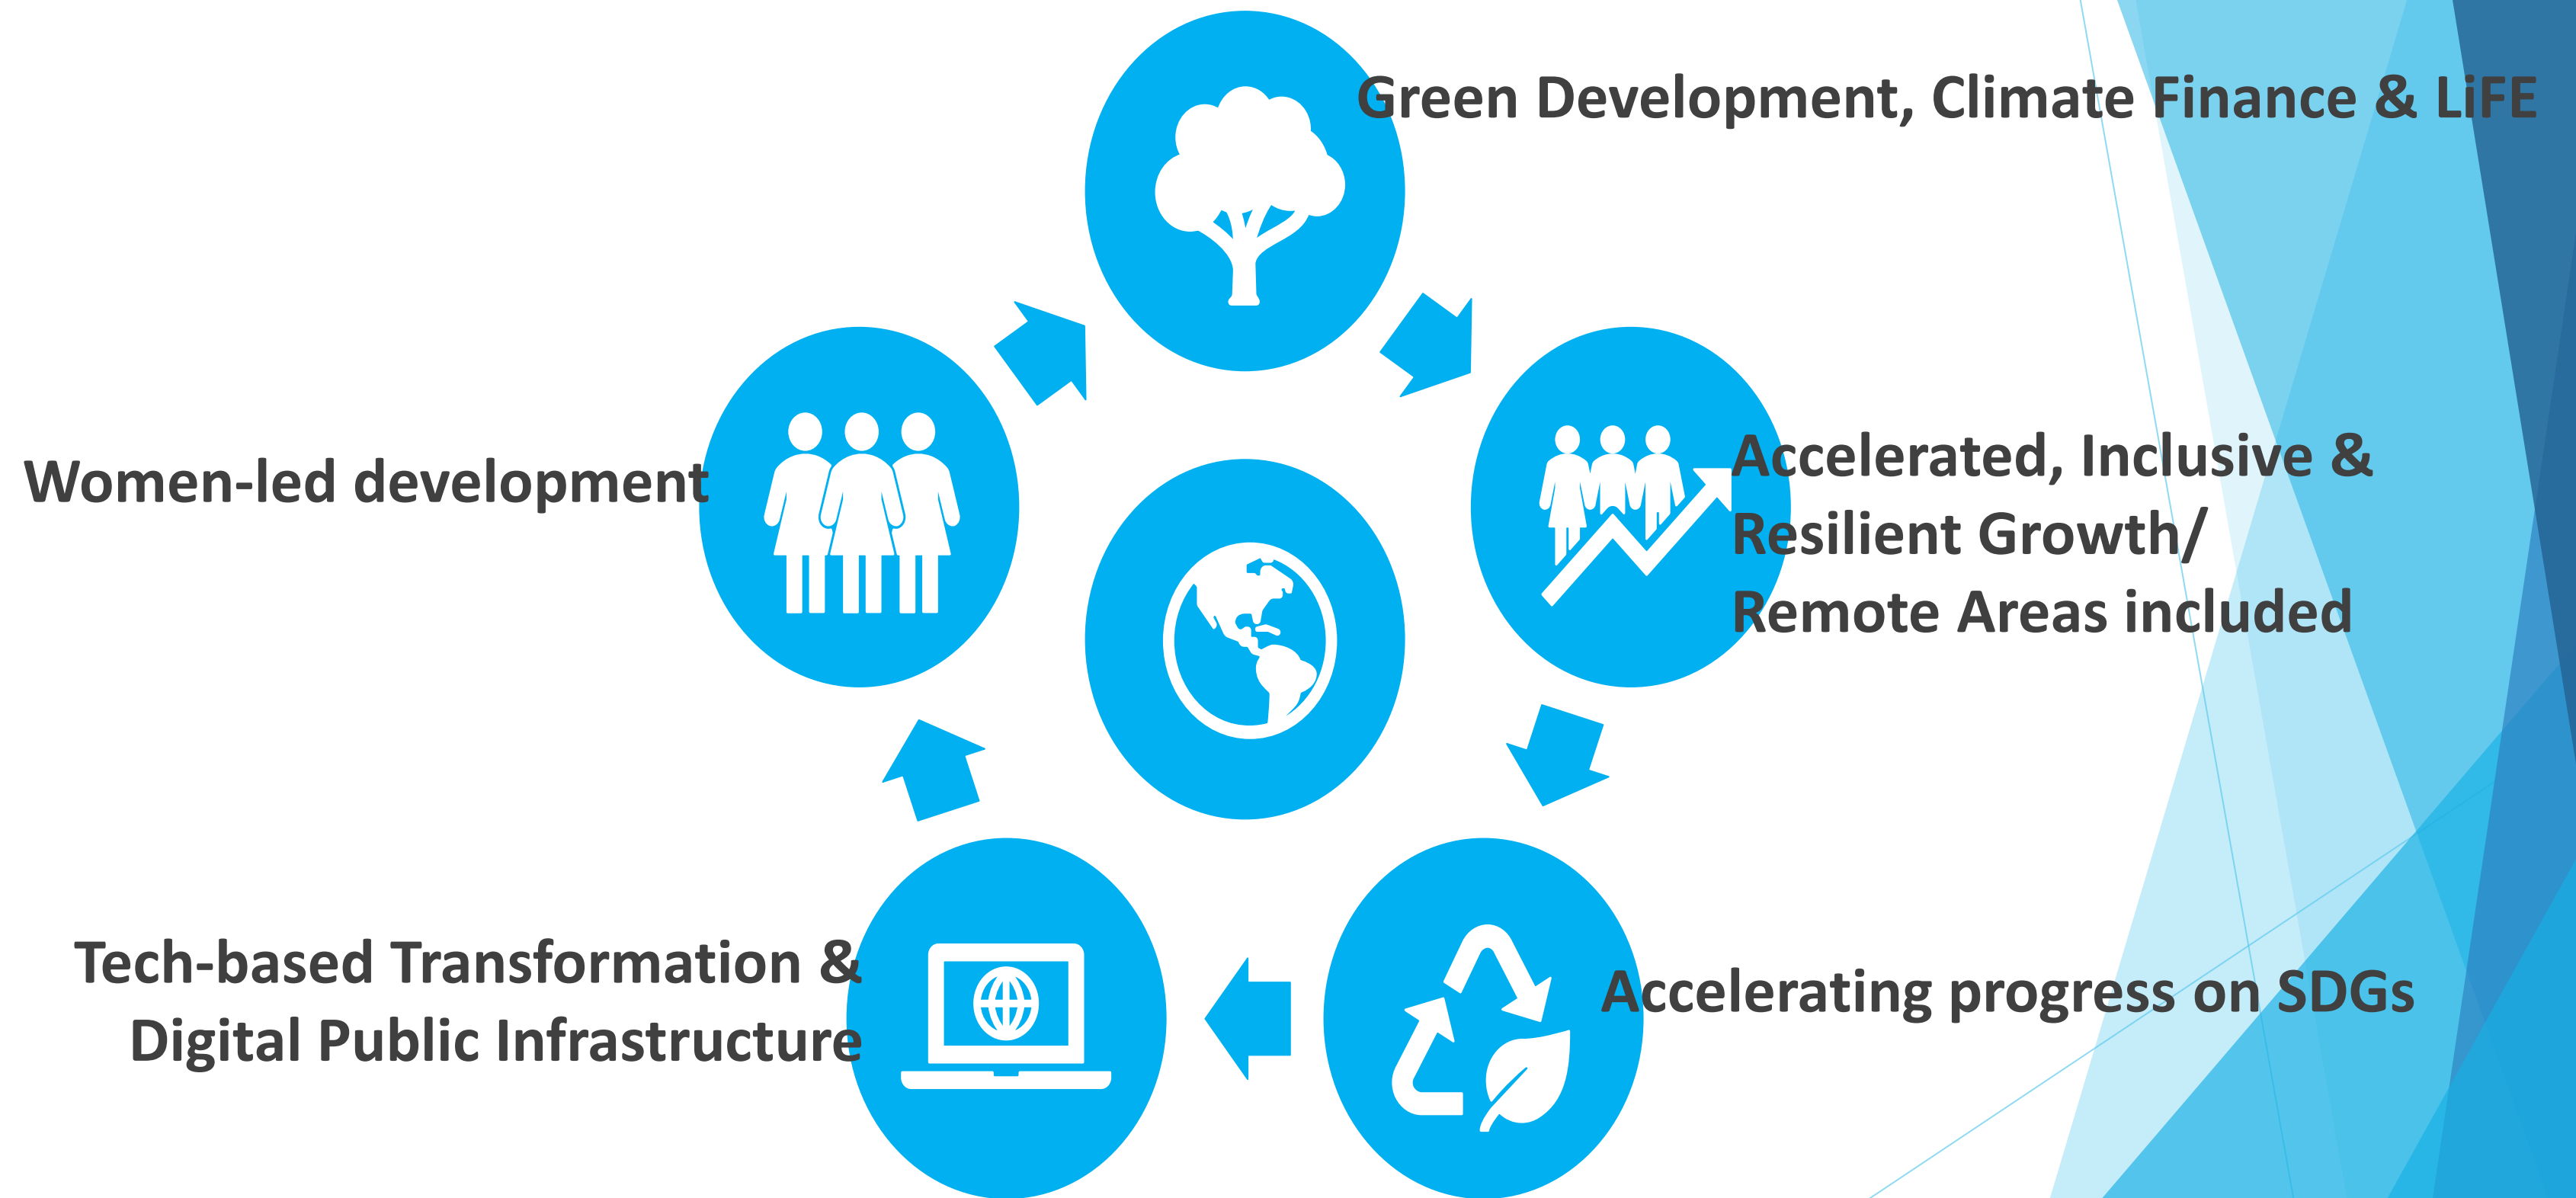 Green Development, Climate Finance & LiFE
Accelerated, Inclusive &
Resilient Growth/
Remote Areas included
Accelerating progress on SDGs
Tech-based Transformation &
Digital Public Infrastructure
Women-led development